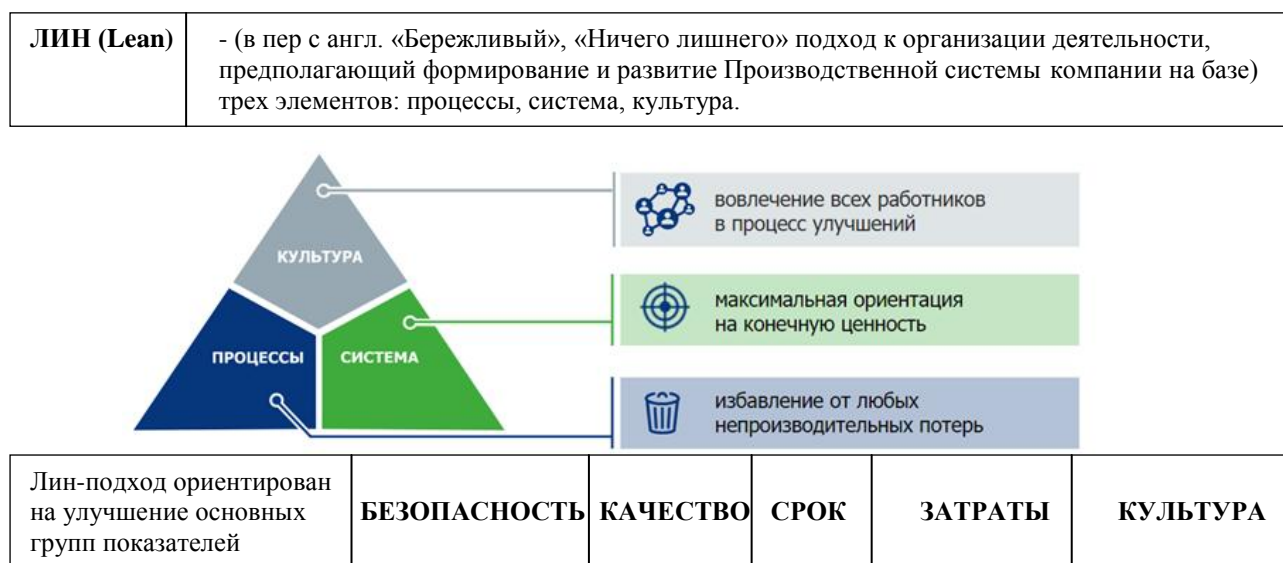 ЛИН (Lean)
- (в пер с англ. «Бережливый», «Ничего лишнего» подход к организации деятельности,
предполагающий формирование и развитие Производственной системы компании на базе)
трех элементов: процессы, система, культура.
КУЛЬТУРА
ПРОЦЕССЫ
СИСТЕМА
вовлечение всех работников
в процесс улучшений
максимальная ориентация
на конечную ценность
избавление от любых
непроизводительных потерь
Лин-подход ориентирован
на улучшение основных
групп показателей
БЕЗОПАСНОСТЬ
КАЧЕСТВО
СРОК
ЗАТРАТЫ
КУЛЬТУРА